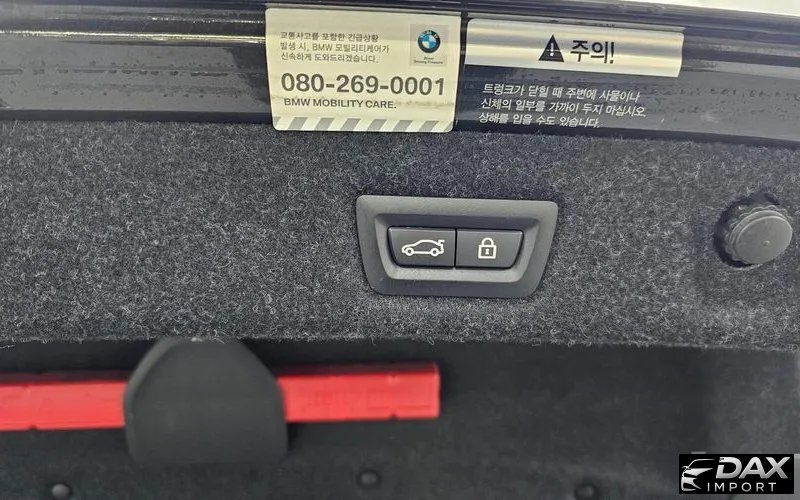 교통사고를 포함한 긴급상황
발생 시, BMW 모빌리티케어가
신속하게 도와드리겠습니다.
080-269-0001
BMW MOBILITY CARE.
주의!
트렁크가 닫힐 때 주변에 사물이나
신체의 일부를 가까이 두지 마십시오.
상해를 입을 수도 있습니다.
DAX
IMPORT